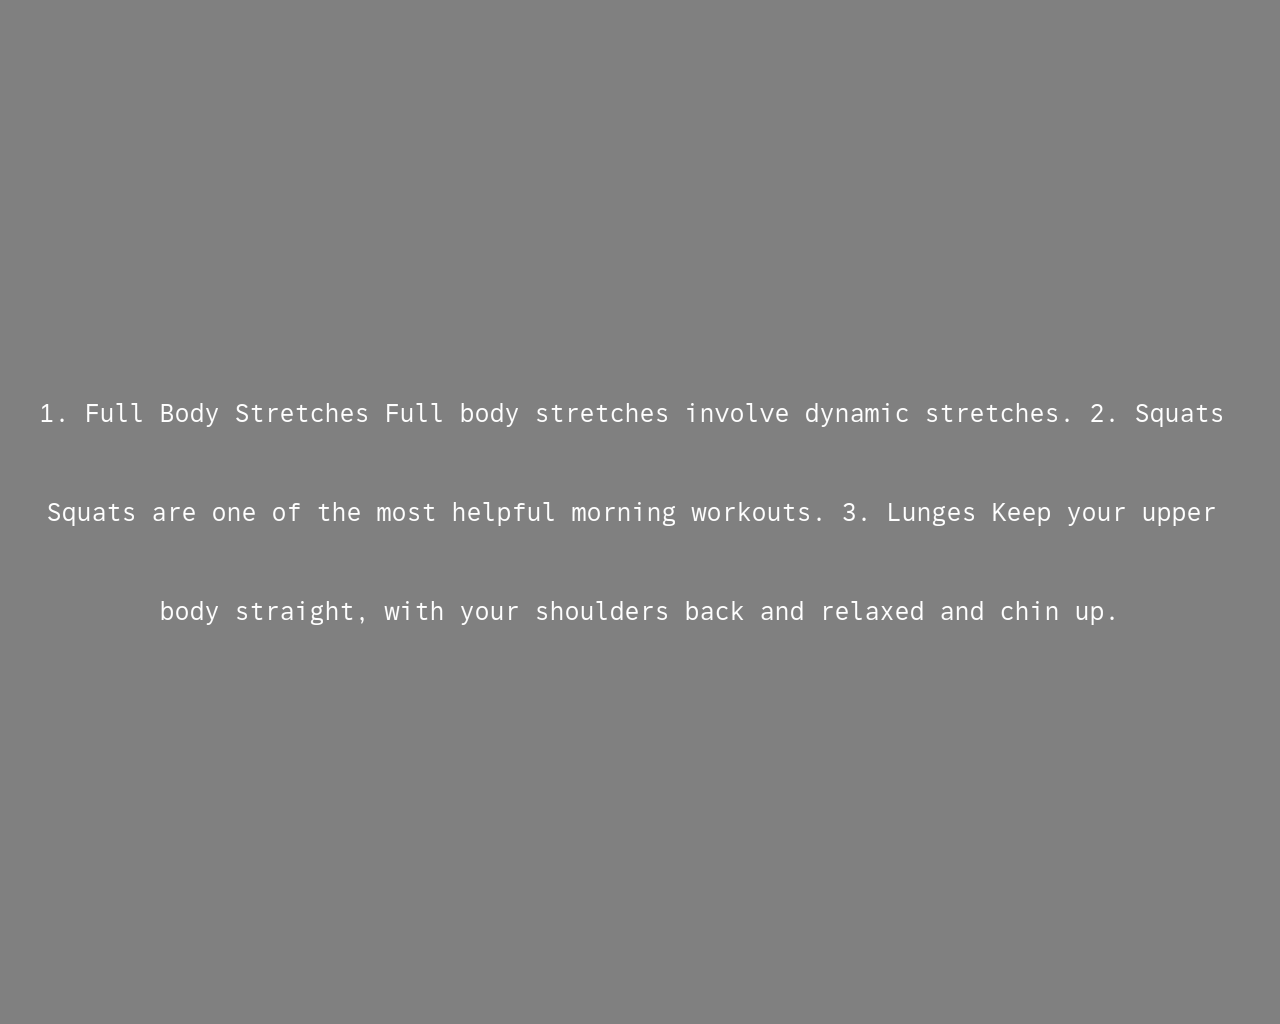 1. Full Body Stretches Full body stretches involve dynamic stretches. 2. Squats
Squats are one of the most helpful morning workouts. 3. Lunges Keep your upper
body straight, with your shoulders back and relaxed and chin up.